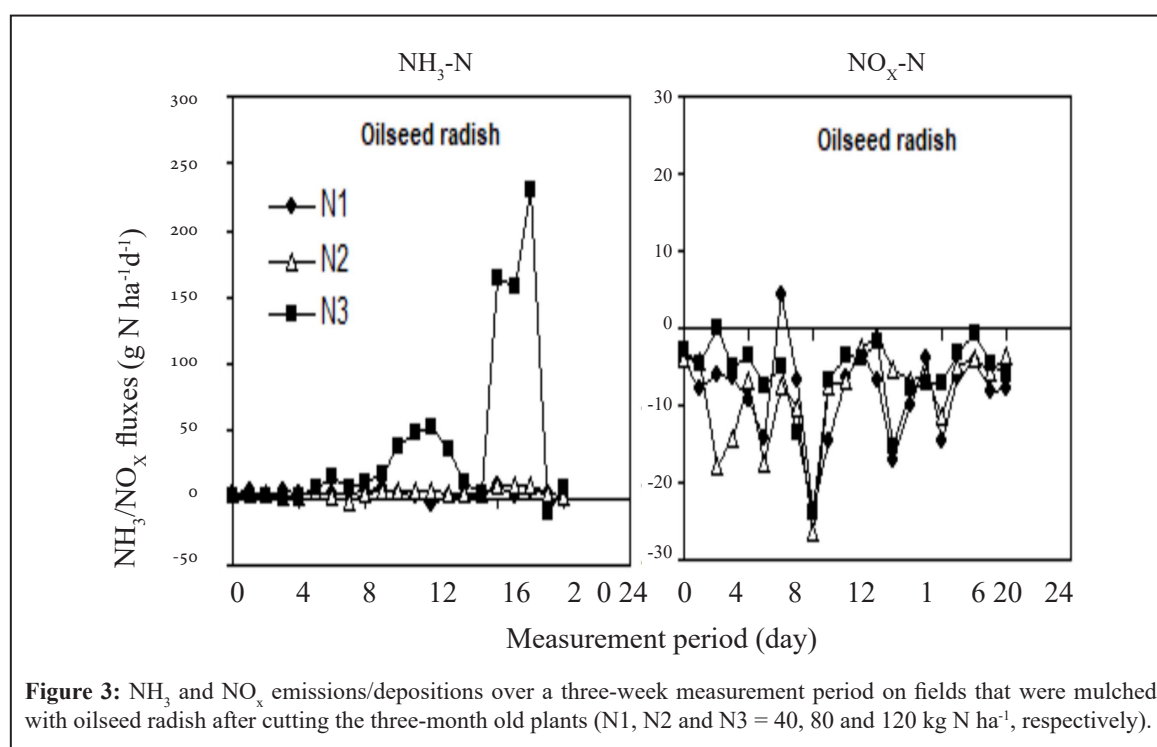 NH₃-N
NOₓ-N
300
250
200
150
100
50
0
-50
Oilseed radish
N1
N2
N3
30
20
10
0
-10
-20
-30
Oilseed radish
NH₃/NOₓ fluxes (g N ha⁻¹d⁻¹)
0 4 8 12 16 2 0 24
0 4 8 12 1 6 20 24
Measurement period (day)
Figure 3: NH₃ and NOₓ emissions/depositions over a three-week measurement period on fields that were mulched
with oilseed radish after cutting the three-month old plants (N1, N2 and N3 = 40, 80 and 120 kg N ha⁻¹, respectively).